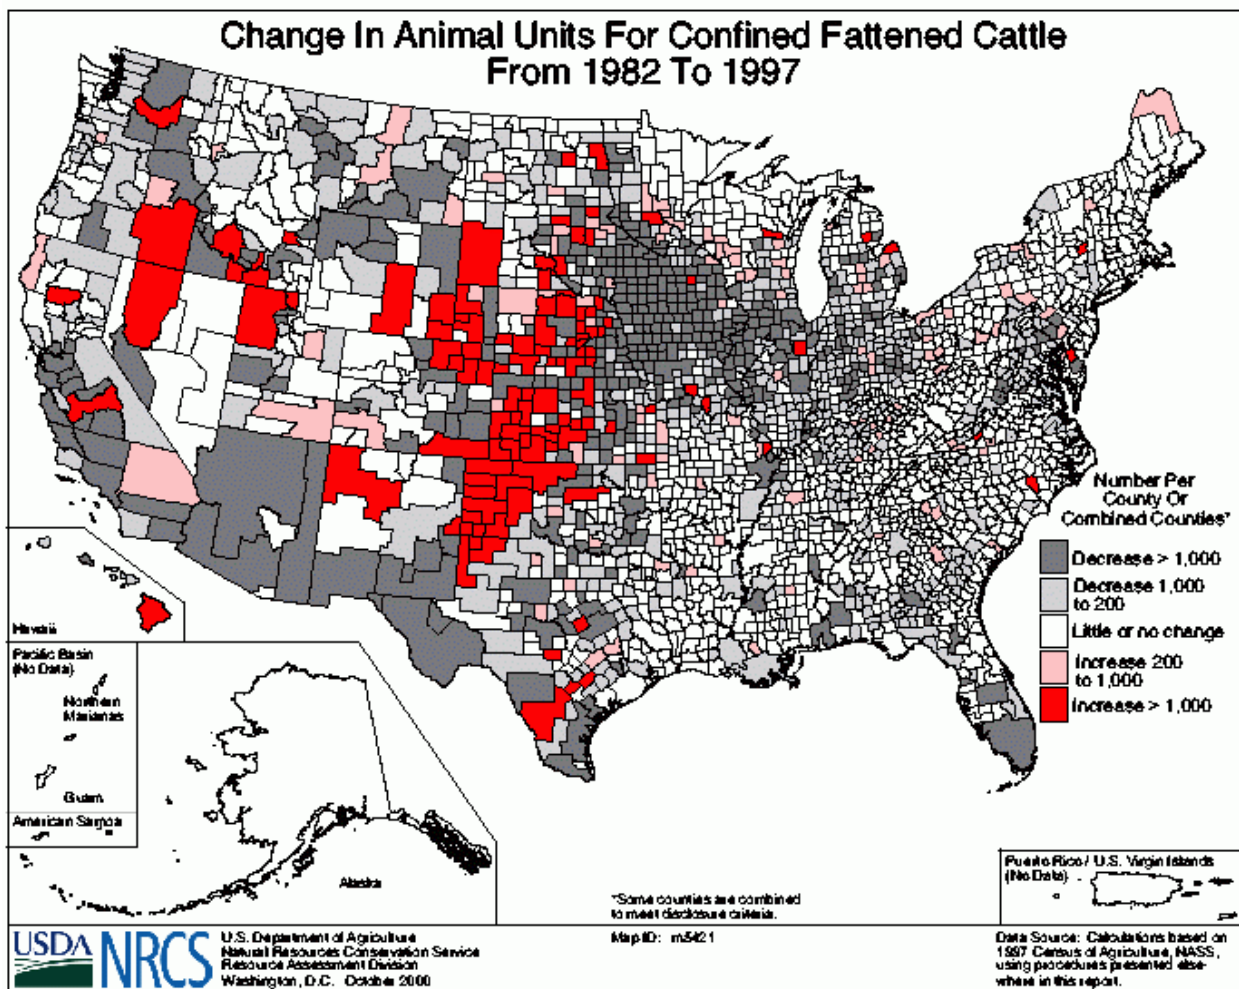 Change In Animal Units For Confined Fattened Cattle
From 1982 To 1997
Number Per
County Or
Combined Counties*
Decrease > 1,000
Decrease 1,000
to 200
Little or no change
Increase 200
to 1,000
Increase > 1,000
Hawaii
Pacific Basin
(No Data)
Northern
Marianas
Guam
American Samoa
Alaska
Puerto Rico / U.S. Virgin Islands
(No Data)
*Some counties are combined
to meet disclosure criteria.
USDA
NRCS
U.S. Department of Agriculture
Natural Resources Conservation Service
Resource Assessment Division
Washington, D.C. October 2000
Map ID: m5421
Data Source: Calculations based on
1997 Census of Agriculture, NASS,
using procedures presented else-
where in this report.